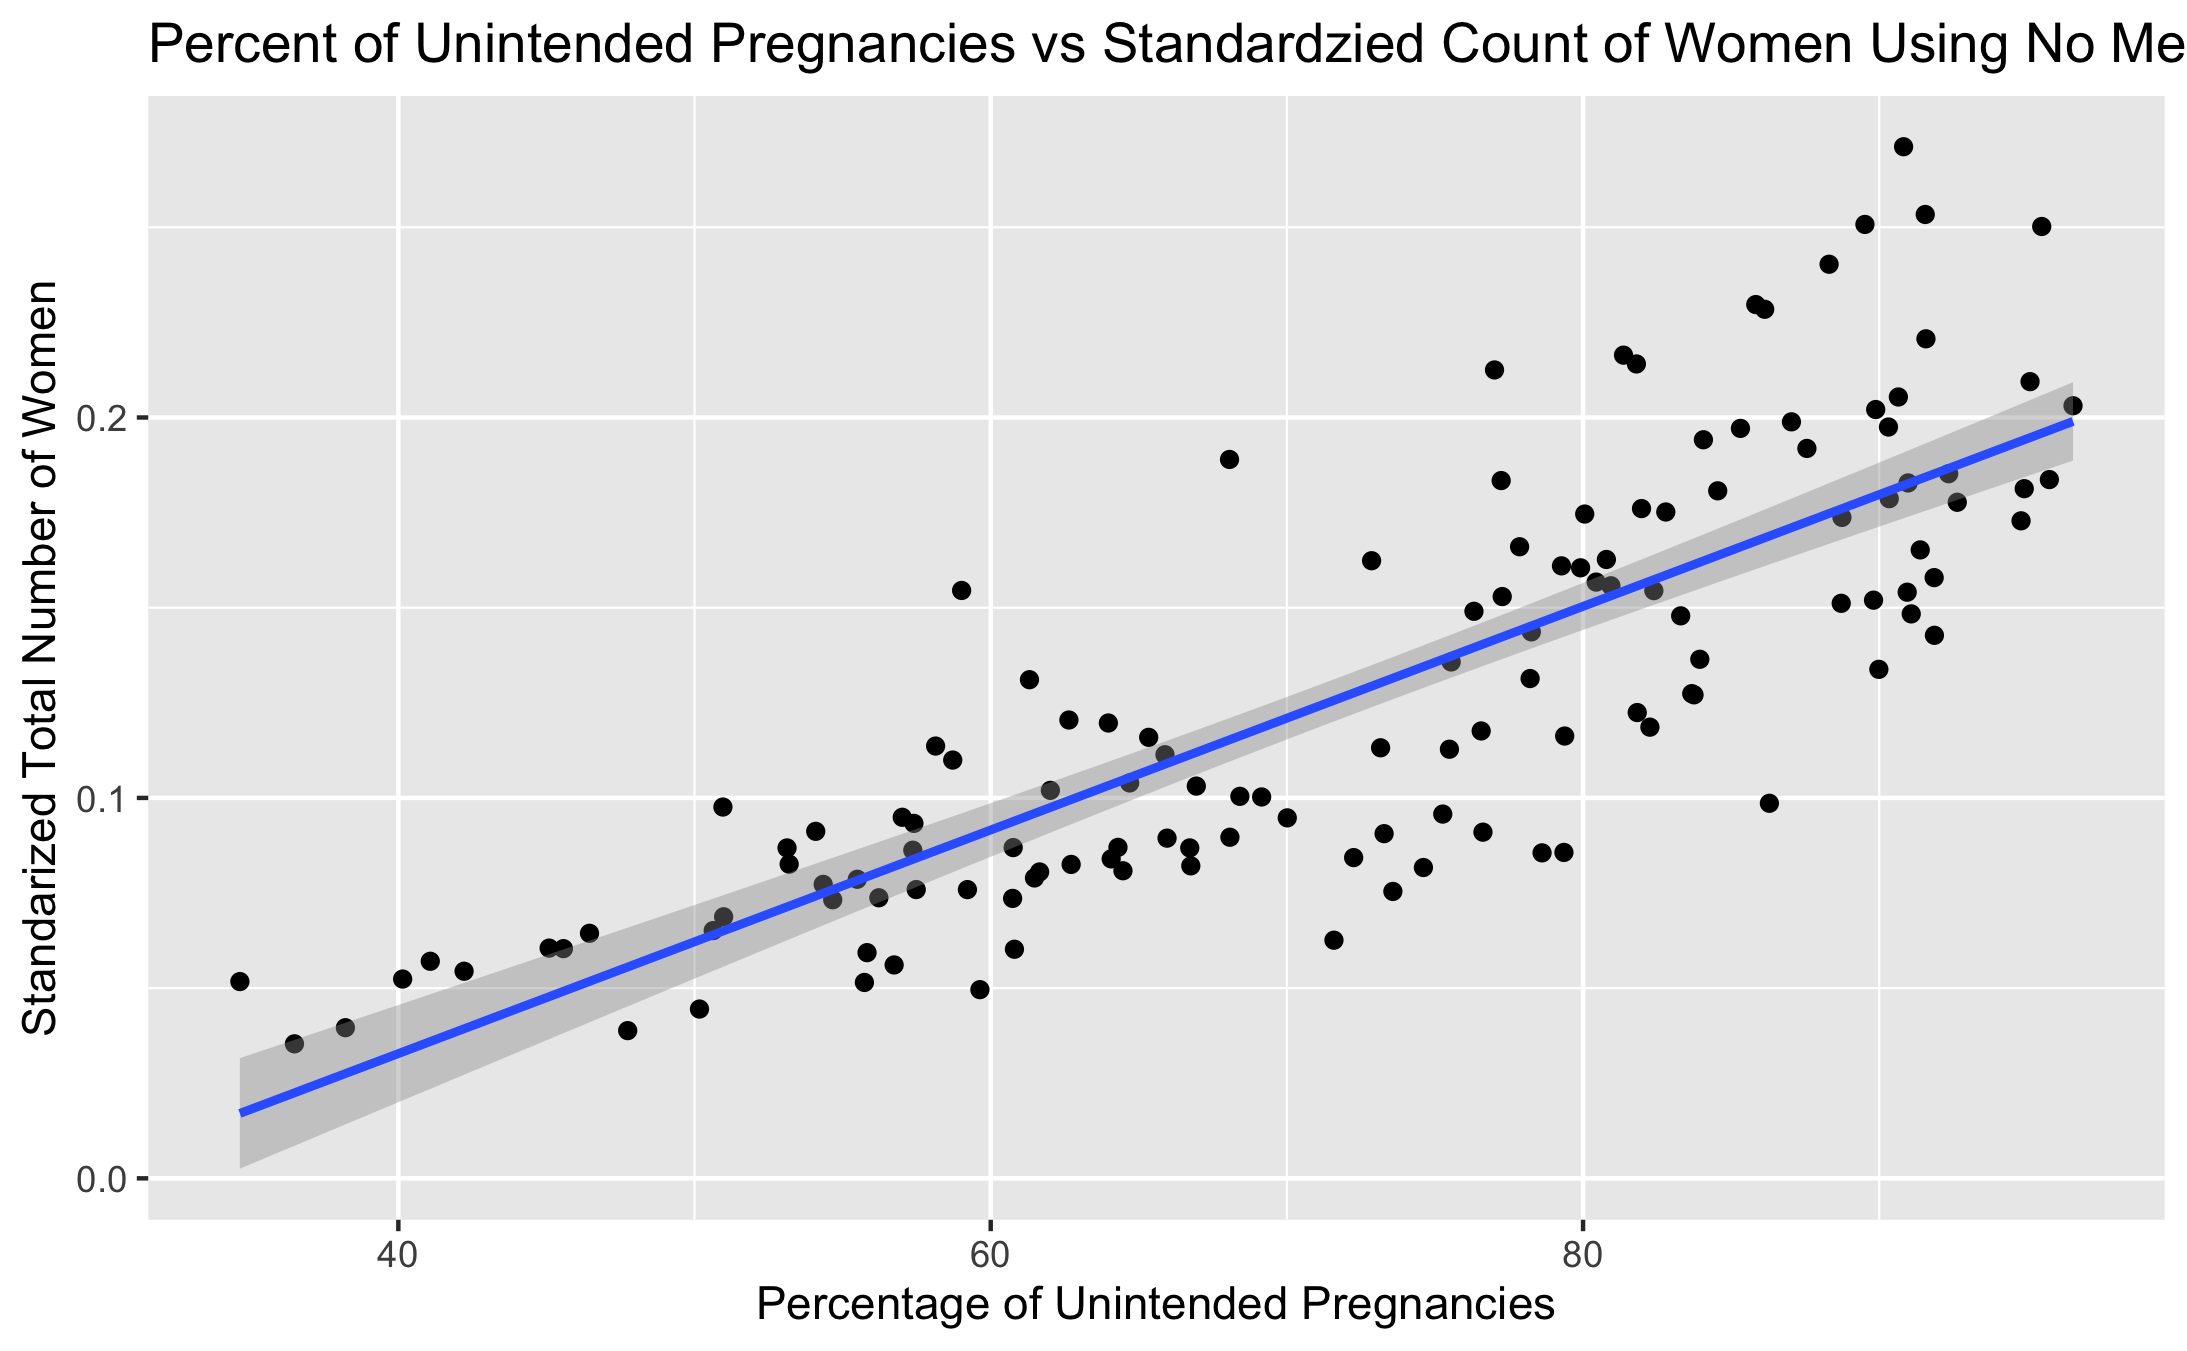 Percent of Unintended Pregnancies vs Standardzied Count of Women Using No Me
Standarized Total Number of Women
0.2
0.1
0.0
40 60 80
Percentage of Unintended Pregnancies